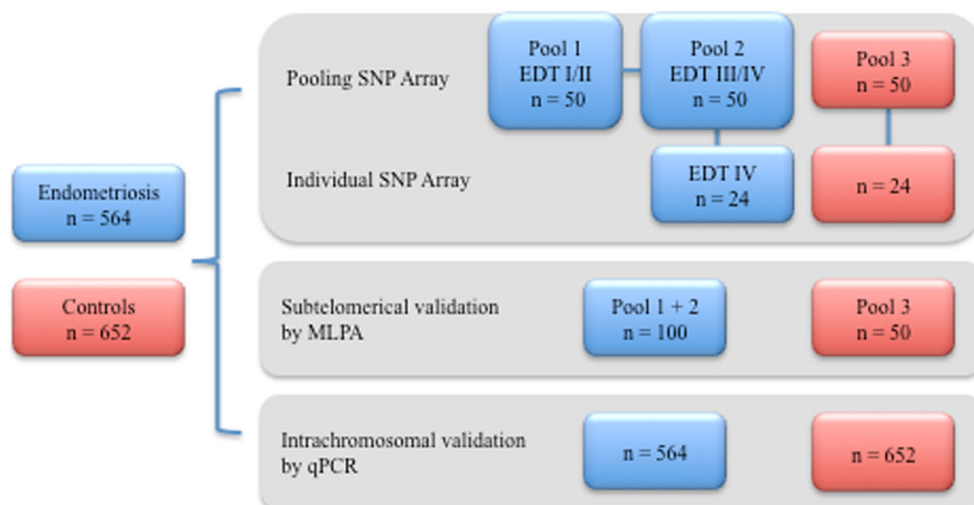 Endometriosis
n = 564
Controls
n = 652
Pooling SNP Array
Pool 1
EDT I/II
n = 50
Pool 2
EDT III/IV
n = 50
Pool 3
n = 50
Individual SNP Array
EDT IV
n = 24
n = 24
Subtelomerical validation
by MLPA
Pool 1 + 2
n = 100
Pool 3
n = 50
Intrachromosomal validation
by qPCR
n = 564
n = 652